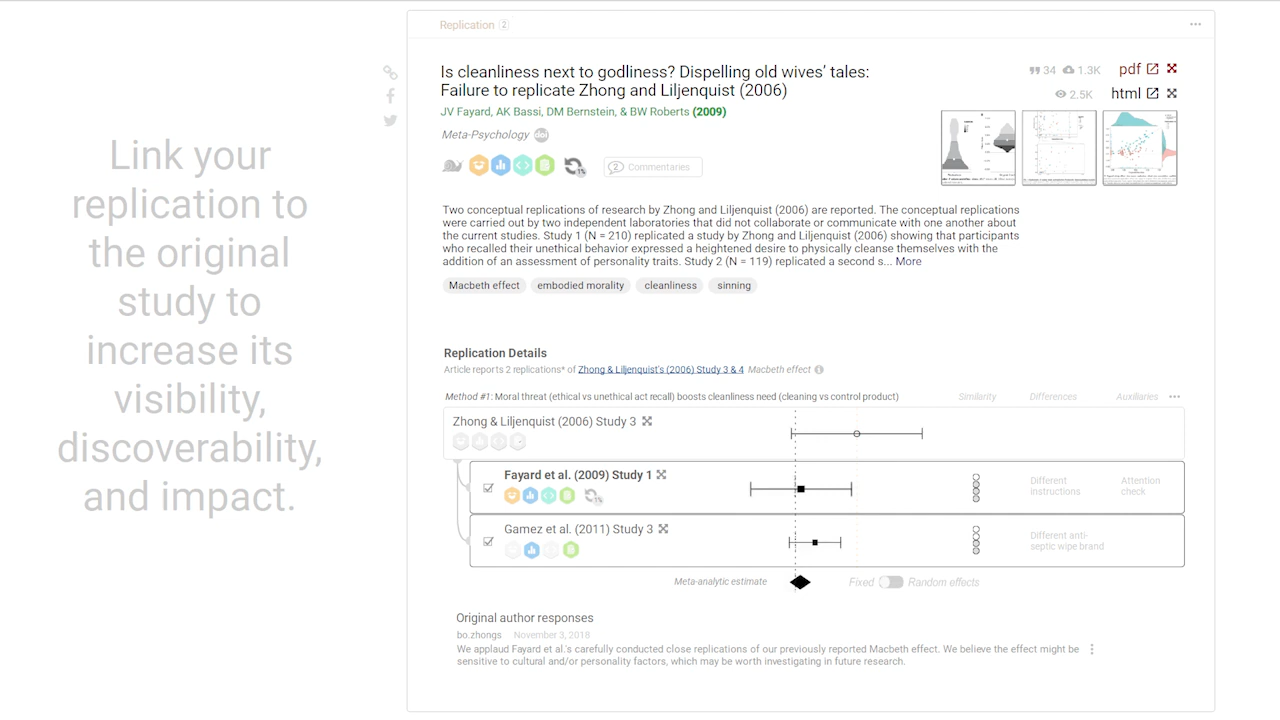 Link your
replication to
the original
study to
increase its
visibility,
discoverability,
and impact.
Replication 2
Is cleanliness next to godliness? Dispelling old wives’ tales:
Failure to replicate Zhong and Liljenquist (2006)
34 1.3K pdf
2.5K html
JV Fayard, AK Bassi, DM Bernstein, & BW Roberts (2009)
Meta-Psychology doi
2 Commentaries
Two conceptual replications of research by Zhong and Liljenquist (2006) are reported. The conceptual replications
were carried out by two independent laboratories that did not collaborate or communicate with one another about
the current studies. Study 1 (N = 210) replicated a study by Zhong and Liljenquist (2006) showing that participants
who recalled their unethical behavior expressed a heightened desire to physically cleanse themselves with the
addition of an assessment of personality traits. Study 2 (N = 119) replicated a second s... More
Macbeth effect embodied morality cleanliness sinning
Replication Details
Article reports 2 replications* of Zhong & Liljenquist's (2006) Study 3 & 4 Macbeth effect
Method #1: Moral threat (ethical vs unethical act recall) boosts cleanliness need (cleaning vs control product) Similarity Differences Auxiliaries
Zhong & Liljenquist (2006) Study 3
Fayard et al. (2009) Study 1
Different
instructions
Attention
check
Gamez et al. (2011) Study 3
Different anti-
septic wipe brand
Meta-analytic estimate Fixed Random effects
Original author responses
bo.zhongs November 3, 2018
We applaud Fayard et al.'s carefully conducted close replications of our previously reported Macbeth effect. We believe the effect might be
sensitive to cultural and/or personality factors, which may be worth investigating in future research.